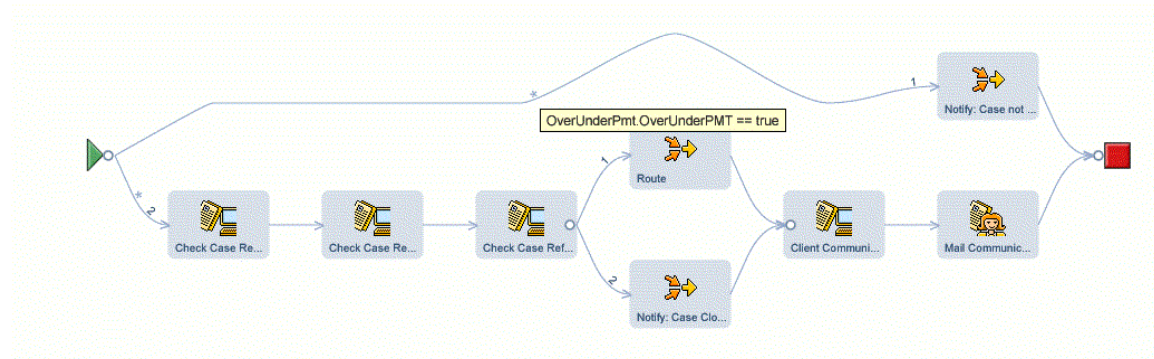 *
1
Notify: Case not ...
OverUnderPmt.OverUnderPMT == true
1
Route
*
2
Check Case Re...
Check Case Re...
Check Case Ref...
Client Communi...
Mail Communic...
2
Notify: Case Clo...